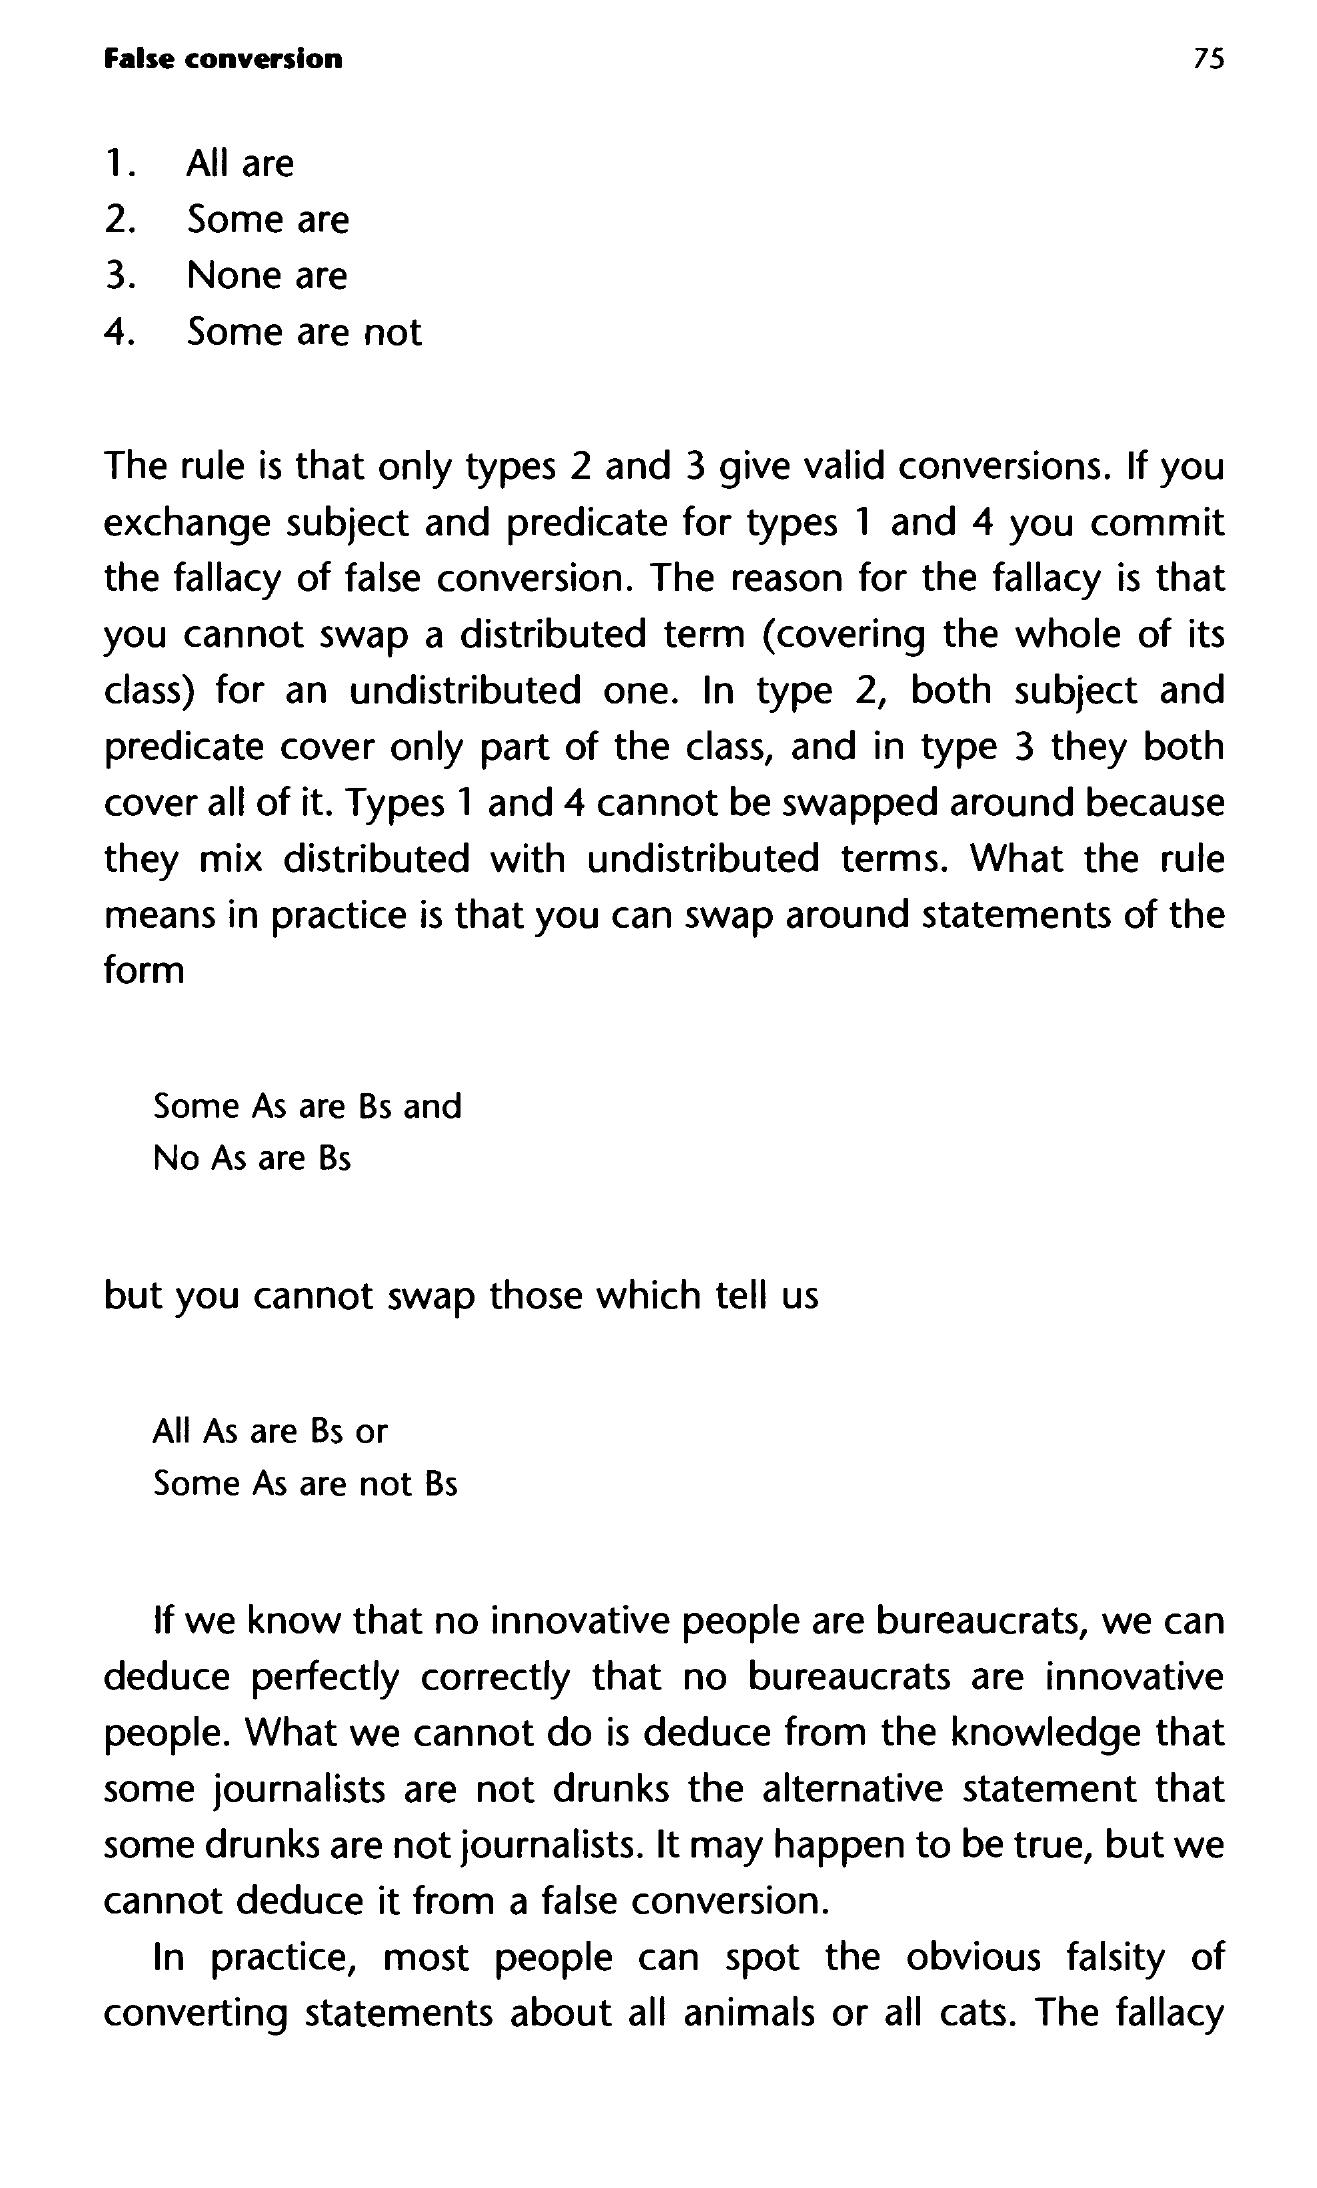 False conversion 75
1. All are
2. Some are
3. None are
4. Some are not
The rule is that only types 2 and 3 give valid conversions. If you
exchange subject and predicate for types 1 and 4 you commit
the fallacy of false conversion. The reason for the fallacy is that
you cannot swap a distributed term (covering the whole of its
class) for an undistributed one. In type 2, both subject and
predicate cover only part of the class, and in type 3 they both
cover all of it. Types 1 and 4 cannot be swapped around because
they mix distributed with undistributed terms. What the rule
means in practice is that you can swap around statements of the
form
Some As are Bs and
No As are Bs
but you cannot swap those which tell us
All As are Bs or
Some As are not Bs
If we know that no innovative people are bureaucrats, we can
deduce perfectly correctly that no bureaucrats are innovative
people. What we cannot do is deduce from the knowledge that
some journalists are not drunks the alternative statement that
some drunks are not journalists. It may happen to be true, but we
cannot deduce it from a false conversion.
In practice, most people can spot the obvious falsity of
converting statements about all animals or all cats. The fallacy